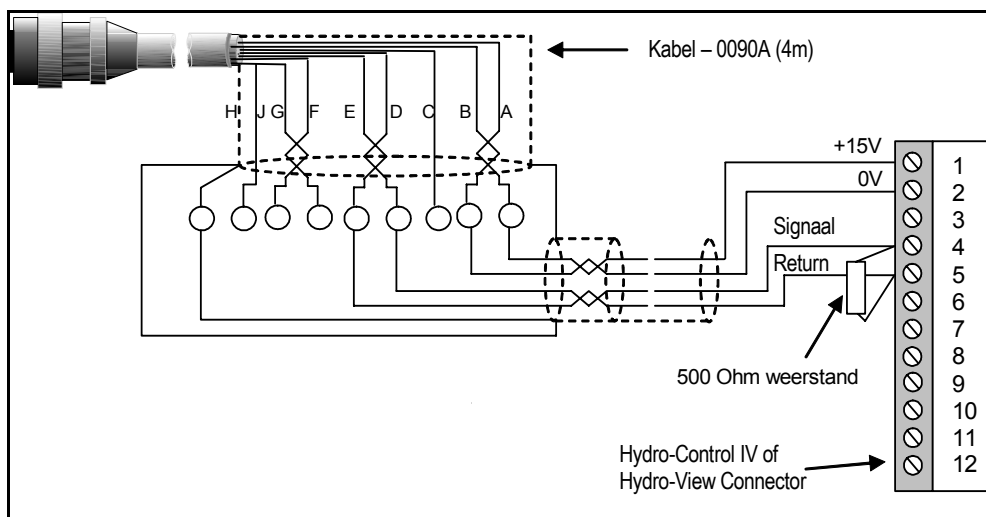 Kabel – 0090A (4m)
H J G F E D C B A
+15V
0V
Signaal
Return
1
2
3
4
5
6
7
8
9
10
11
12
500 Ohm weerstand
Hydro-Control IV of
Hydro-View Connector